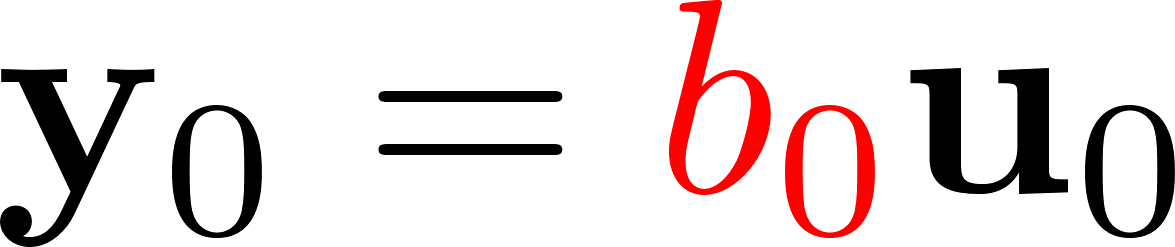 y₀ = b₀u₀